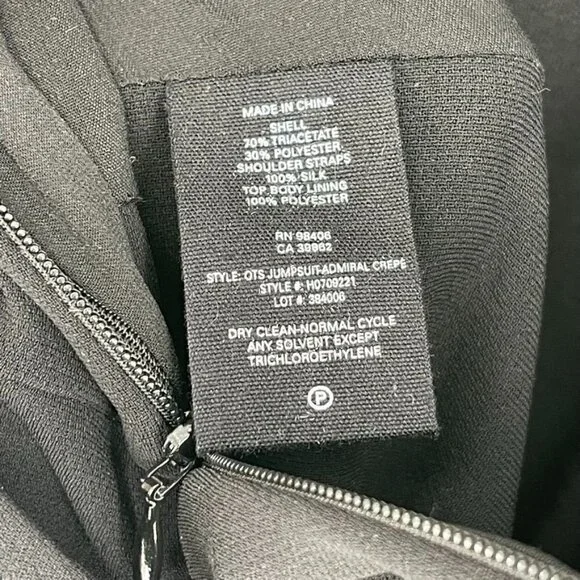 MADE IN CHINA
SHELL
70% TRIACETATE
30% POLYESTER
SHOULDER STRAPS
100% SILK
TOP BODY LINING
100% POLYESTER
RN 98406
CA 38962
STYLE: OTS JUMPSUIT-ADMIRAL CREPE
STYLE #: H0709221
LOT #: 384006
DRY CLEAN-NORMAL CYCLE
ANY SOLVENT EXCEPT
TRICHLOROETHYLENE
P